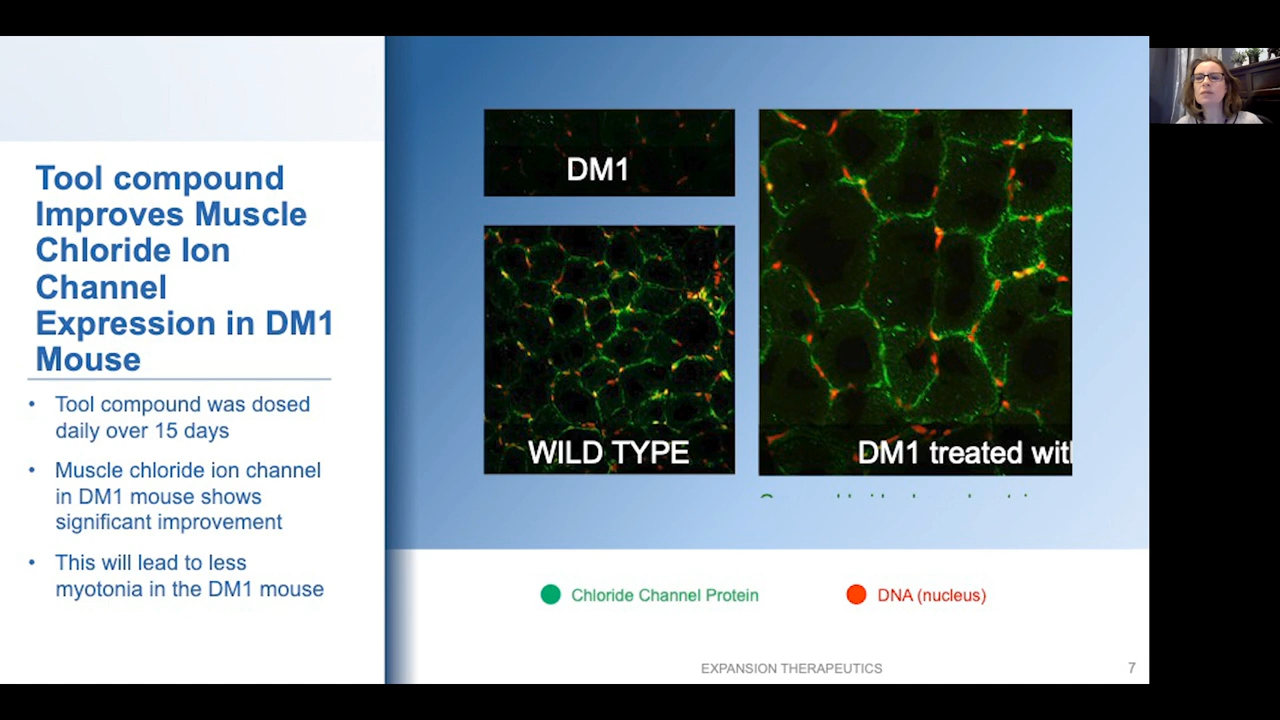 Tool compound
Improves Muscle
Chloride Ion
Channel
Expression in DM1
Mouse
• Tool compound was dosed
daily over 15 days
• Muscle chloride ion channel
in DM1 mouse shows
significant improvement
• This will lead to less
myotonia in the DM1 mouse
DM1
WILD TYPE
DM1 treated with
Chloride Channel Protein
DNA (nucleus)
EXPANSION THERAPEUTICS
7